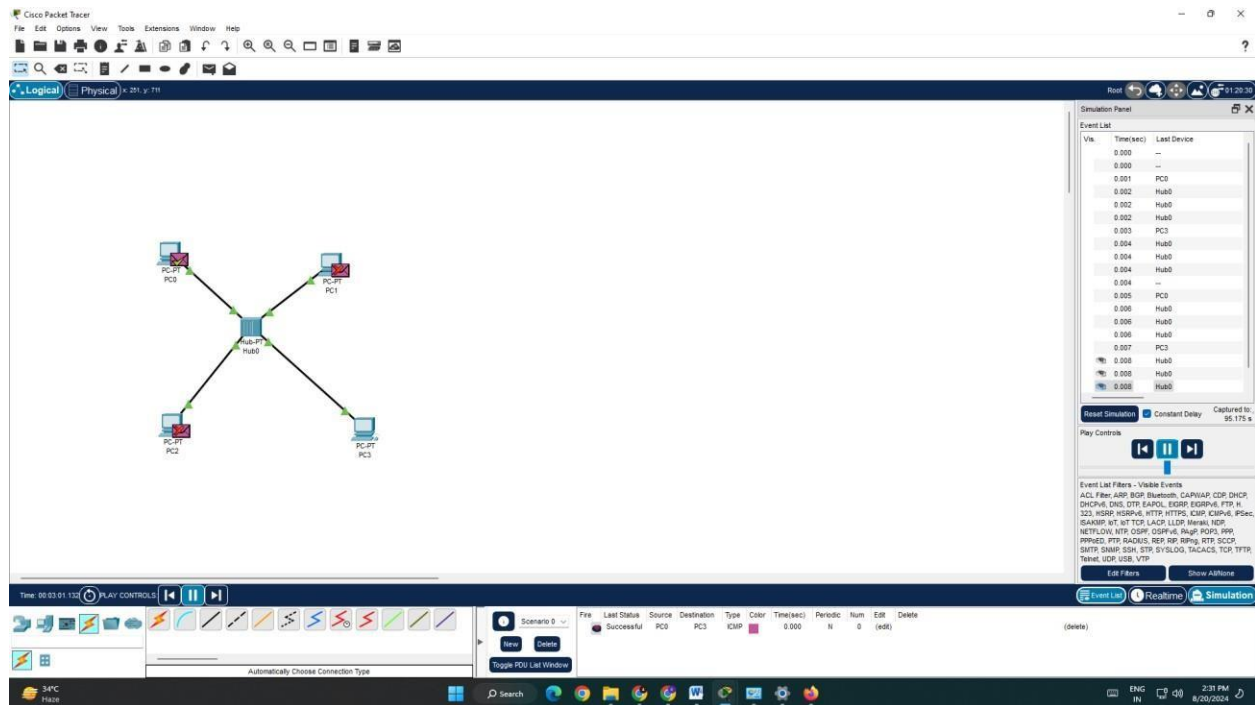 Cisco Packet Tracer
File Edit Options View Tools Extensions Window Help
?
Logical Physical x: 251, y: 711 Root 01:20:30
Simulation Panel
Event List
Vis. Time(sec) Last Device
0.000 --
0.000 --
0.001 PC0
0.002 Hub0
0.002 Hub0
0.002 Hub0
0.003 PC3
0.004 Hub0
0.004 Hub0
0.004 Hub0
0.004 --
0.005 PC0
0.006 Hub0
0.006 Hub0
0.006 Hub0
0.007 PC3
0.008 Hub0
0.008 Hub0
0.008 Hub0
Reset Simulation Constant Delay Captured to:
95.175 s
Play Controls
Event List Filters - Visible Events
ACL Filter, ARP, BGP, Bluetooth, CAPWAP, CDP, DHCP,
DHCPv6, DNS, DTP, EAPOL, EIGRP, EIGRPv6, FTP, H.
323, HSRP, HSRPv6, HTTP, HTTPS, ICMP, ICMPv6, IPSec,
ISAKMP, IoT, IoT TCP, LACP, LLDP, Meraki, NDP,
NETFLOW, NTP, OSPF, OSPFv6, PAgP, POP3, PPP,
PPPoED, PTP, RADIUS, REP, RIP, RIPng, RTP, SCCP,
SMTP, SNMP, SSH, STP, SYSLOG, TACACS, TCP, TFTP,
Telnet, UDP, USB, VTP
Edit Filters Show All/None
PC-PT
PC0
PC-PT
PC1
Hub-PT
Hub0
PC-PT
PC2
PC-PT
PC3
Time: 00:03:01.132 PLAY CONTROLS: Event List Realtime Simulation
Scenario 0
New Delete
Toggle PDU List Window
Fire Last Status Source Destination Type Color Time(sec) Periodic Num Edit Delete
Successful PC0 PC3 ICMP 0.000 N 0 (edit) (delete)
Automatically Choose Connection Type
34°C
Haze
Search
ENG
IN
2:31 PM
8/20/2024